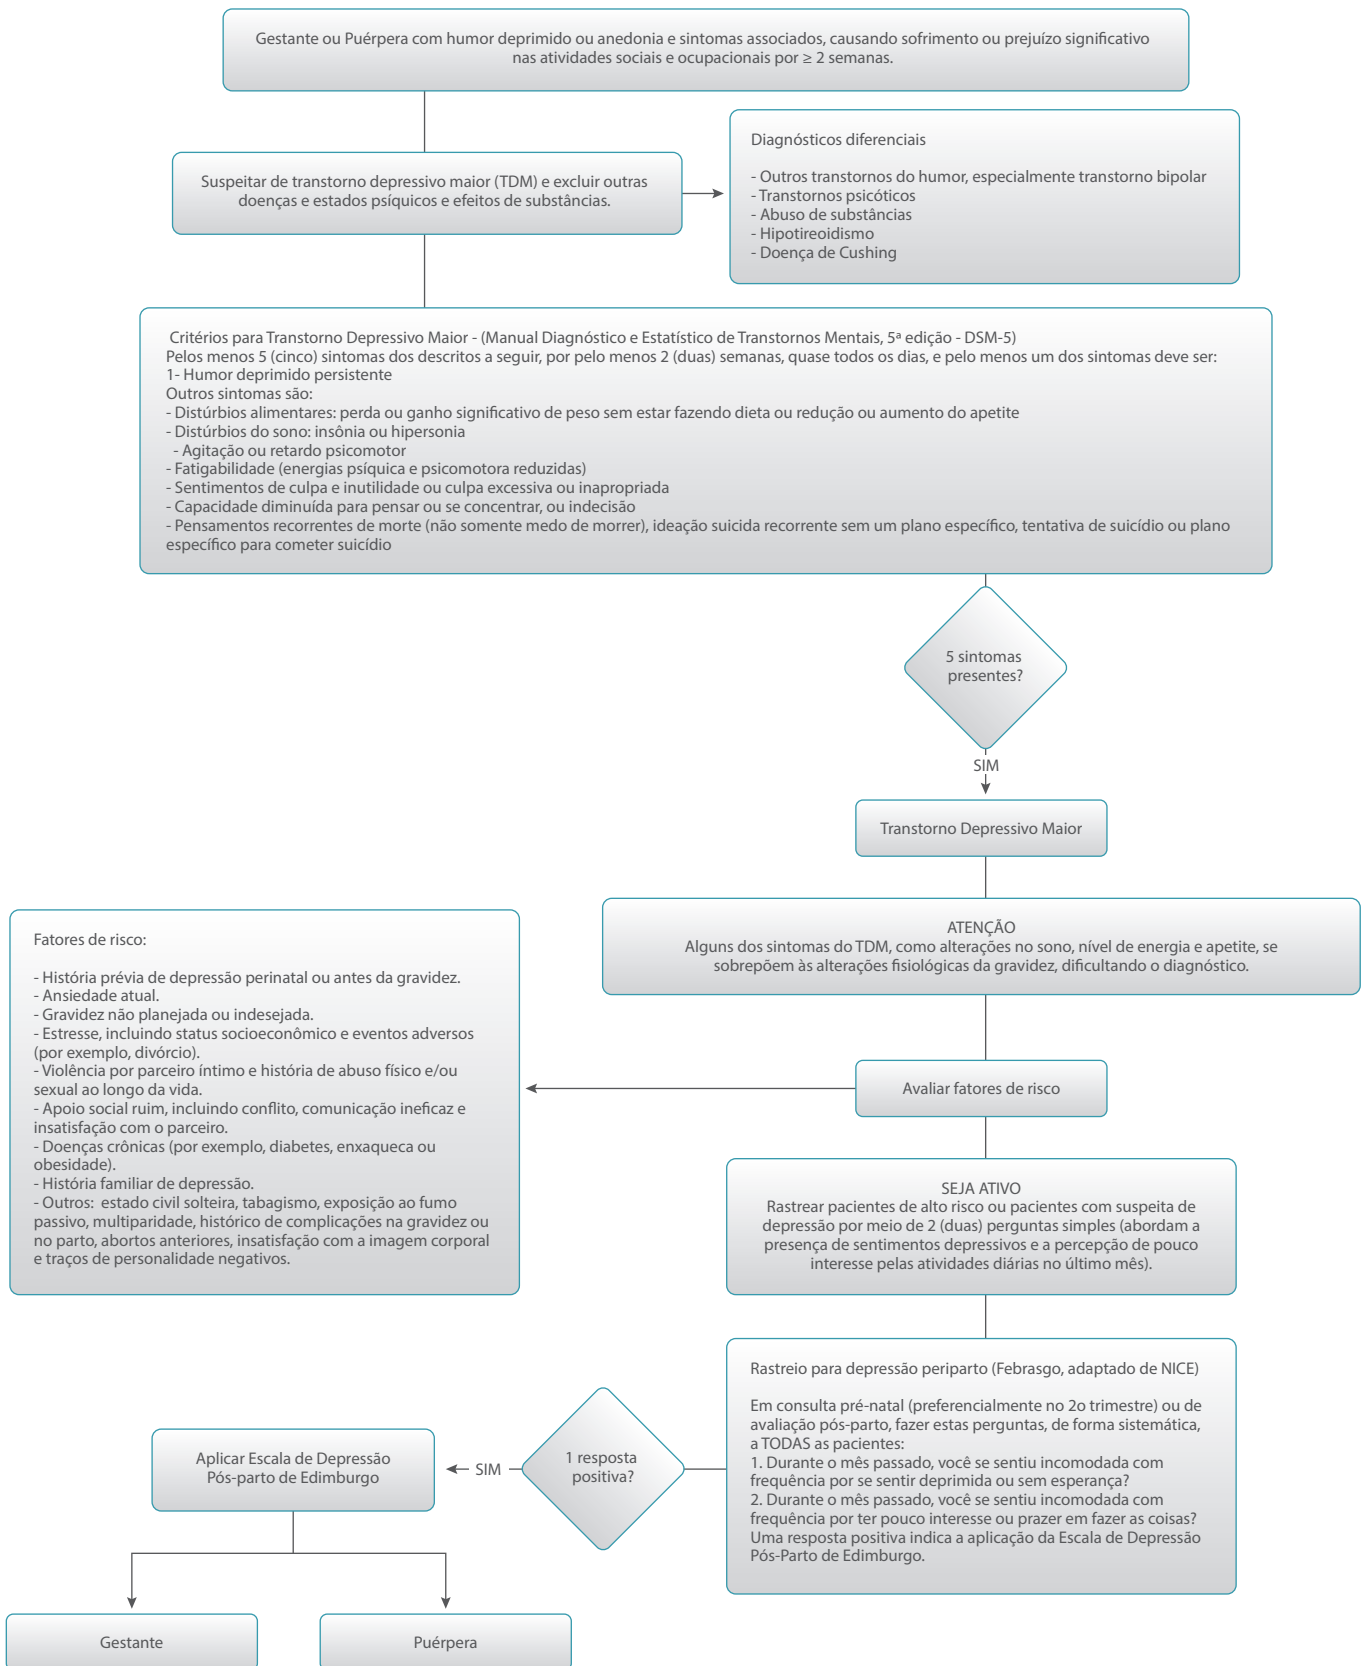 Gestante ou Puérpera com humor deprimido ou anedonia e sintomas associados, causando sofrimento ou prejuízo significativo
nas atividades sociais e ocupacionais por ≥ 2 semanas.
Suspeitar de transtorno depressivo maior (TDM) e excluir outras
doenças e estados psíquicos e efeitos de substâncias.
Diagnósticos diferenciais
- Outros transtornos do humor, especialmente transtorno bipolar
- Transtornos psicóticos
- Abuso de substâncias
- Hipotireoidismo
- Doença de Cushing
Critérios para Transtorno Depressivo Maior - (Manual Diagnóstico e Estatístico de Transtornos Mentais, 5ª edição - DSM-5)
Pelos menos 5 (cinco) sintomas dos descritos a seguir, por pelo menos 2 (duas) semanas, quase todos os dias, e pelo menos um dos sintomas deve ser:
1- Humor deprimido persistente
Outros sintomas são:
- Distúrbios alimentares: perda ou ganho significativo de peso sem estar fazendo dieta ou redução ou aumento do apetite
- Distúrbios do sono: insônia ou hipersonia
- Agitação ou retardo psicomotor
- Fatigabilidade (energias psíquica e psicomotora reduzidas)
- Sentimentos de culpa e inutilidade ou culpa excessiva ou inapropriada
- Capacidade diminuída para pensar ou se concentrar, ou indecisão
- Pensamentos recorrentes de morte (não somente medo de morrer), ideação suicida recorrente sem um plano específico, tentativa de suicídio ou plano
específico para cometer suicídio
5 sintomas
presentes?
SIM
Transtorno Depressivo Maior
ATENÇÃO
Alguns dos sintomas do TDM, como alterações no sono, nível de energia e apetite, se
sobrepõem às alterações fisiológicas da gravidez, dificultando o diagnóstico.
Avaliar fatores de risco
Fatores de risco:
- História prévia de depressão perinatal ou antes da gravidez.
- Ansiedade atual.
- Gravidez não planejada ou indesejada.
- Estresse, incluindo status socioeconômico e eventos adversos
(por exemplo, divórcio).
- Violência por parceiro íntimo e história de abuso físico e/ou
sexual ao longo da vida.
- Apoio social ruim, incluindo conflito, comunicação ineficaz e
insatisfação com o parceiro.
- Doenças crônicas (por exemplo, diabetes, enxaqueca ou
obesidade).
- História familiar de depressão.
- Outros: estado civil solteira, tabagismo, exposição ao fumo
passivo, multiparidade, histórico de complicações na gravidez ou
no parto, abortos anteriores, insatisfação com a imagem corporal
e traços de personalidade negativos.
SEJA ATIVO
Rastrear pacientes de alto risco ou pacientes com suspeita de
depressão por meio de 2 (duas) perguntas simples (abordam a
presença de sentimentos depressivos e a percepção de pouco
interesse pelas atividades diárias no último mês).
Rastreio para depressão periparto (Febrasgo, adaptado de NICE)
Em consulta pré-natal (preferencialmente no 2o trimestre) ou de
avaliação pós-parto, fazer estas perguntas, de forma sistemática,
a TODAS as pacientes:
1. Durante o mês passado, você se sentiu incomodada com
frequência por se sentir deprimida ou sem esperança?
2. Durante o mês passado, você se sentiu incomodada com
frequência por ter pouco interesse ou prazer em fazer as coisas?
Uma resposta positiva indica a aplicação da Escala de Depressão
Pós-Parto de Edimburgo.
1 resposta
positiva?
SIM
Aplicar Escala de Depressão
Pós-parto de Edimburgo
Gestante
Puérpera